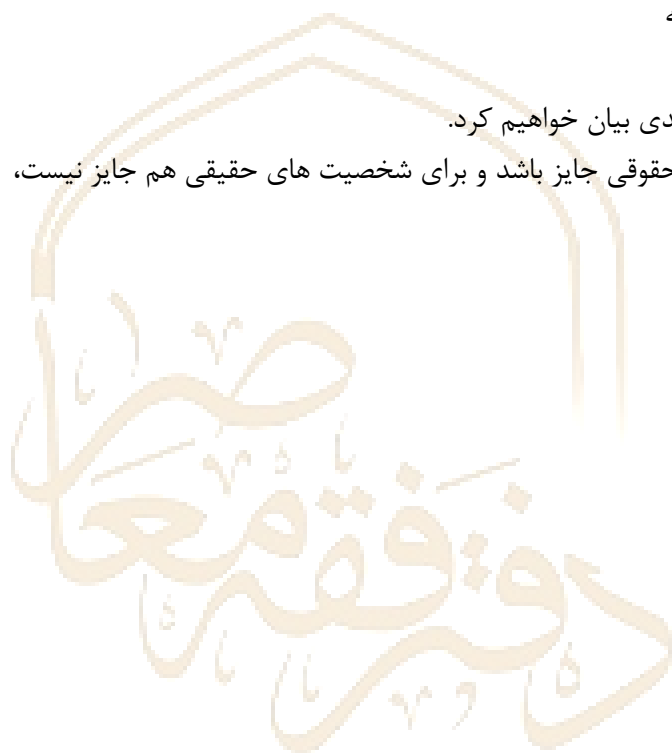 دی بیان خواهیم کرد.
حقوقی جایز باشد و برای شخصیت های حقیقی هم جایز نیست،
دفتر فقه معاصر